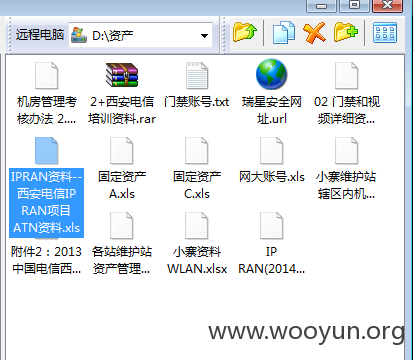 远程电脑 D:\资产
机房管理考核办法 2....
2+西安电信培训资料.rar
门禁账号.txt
瑞星安全网址.url
02 门禁和视频详细资...
IPRAN资料--西安电信IPRAN项目ATN资料.xls
固定资产A.xls
固定资产C.xls
网大账号.xls
小寨维护站辖区内机...
附件2：2013中国电信西...
各站维护站资产管理...
小寨资料WLAN.xlsx
IP RAN(2014...
www.wooyun.org